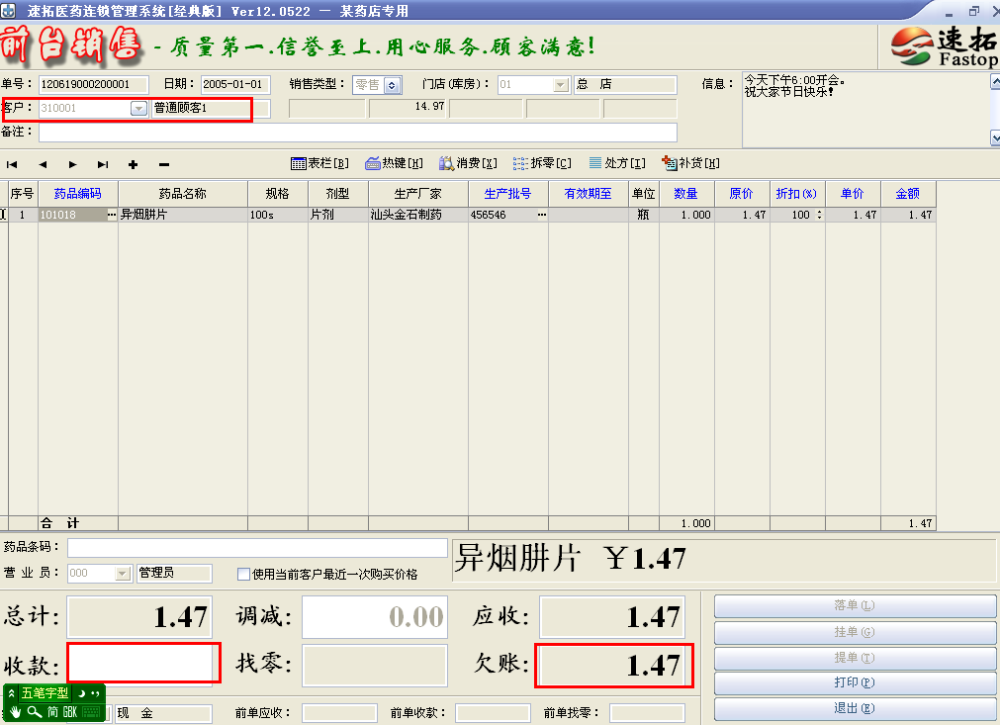 速拓医药连锁管理系统[经典版] Ver12.0522 — 某药店专用
前台销售 - 质量第一.信誉至上.用心服务.顾客满意!
速拓 Fastop
单号: 120619000200001 日期: 2005-01-01 销售类型: 零售 门店(库房): 01 总 店 信息:
今天下午6:00开会。
祝大家节日快乐!
客户: 310001 普通顾客1 14.97
备注:
表栏[B] 热键[H] 消费[X] 拆零[C] 处方[I] 补货[H]
序号 药品编码 药品名称 规格 剂型 生产厂家 生产批号 有效期至 单位 数量 原价 折扣(%) 单价 金额
1 101018 异烟肼片 100s 片剂 汕头金石制药 456546 瓶 1.000 1.47 100 1.47 1.47
合 计 1.000 1.47
药品条码:
异烟肼片 ￥1.47
营 业 员: 000 管理员 使用当前客户最近一次购买价格
总计: 1.47 调减: 0.00 应收: 1.47
收款: 找零: 欠账: 1.47
落单(L)
挂单(G)
提单(T)
打印(P)
退出(E)
五笔字型
简 GBK
现 金 前单应收: 前单收款: 前单找零: